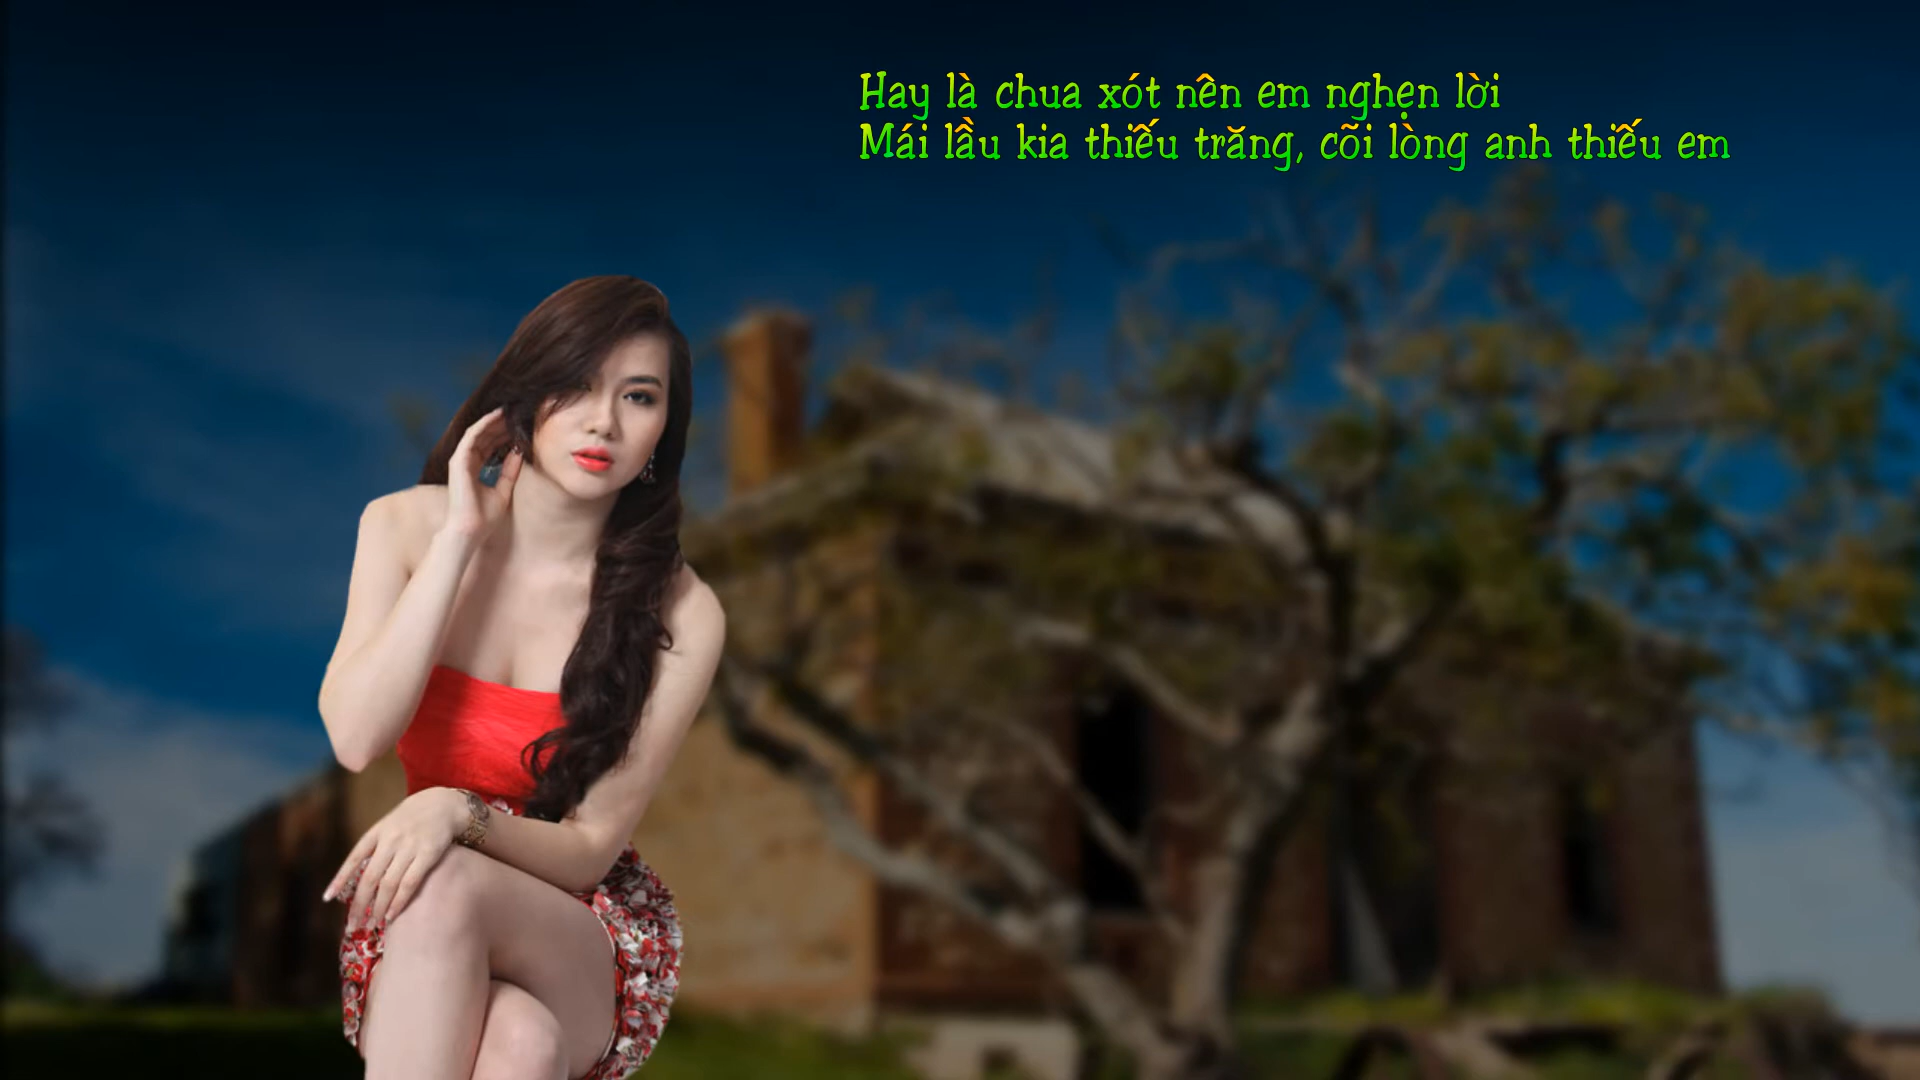 Hay là chua xót nên em nghẹn lời
Mái lầu kia thiếu trăng, cõi lòng anh thiếu em